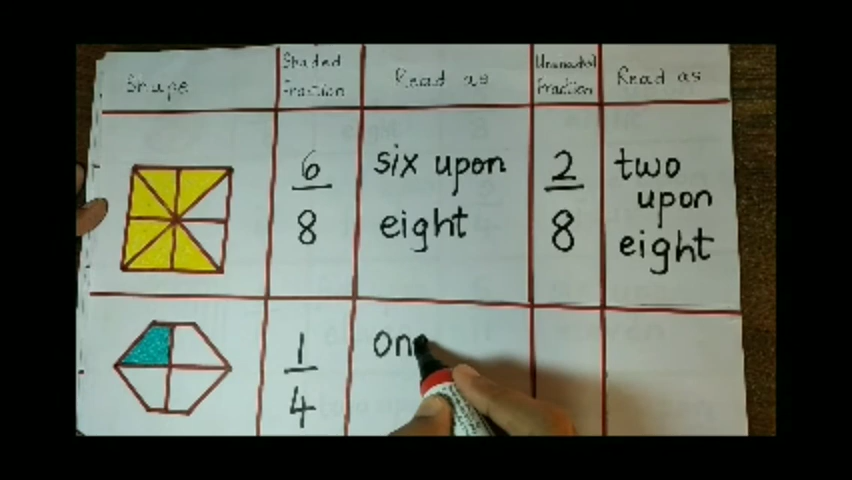 Shape
Shaded
Fraction
Read as
Unshaded
Fraction
Read as
6
8
six upon
eight
2
8
two
upon
eight
1
4
on